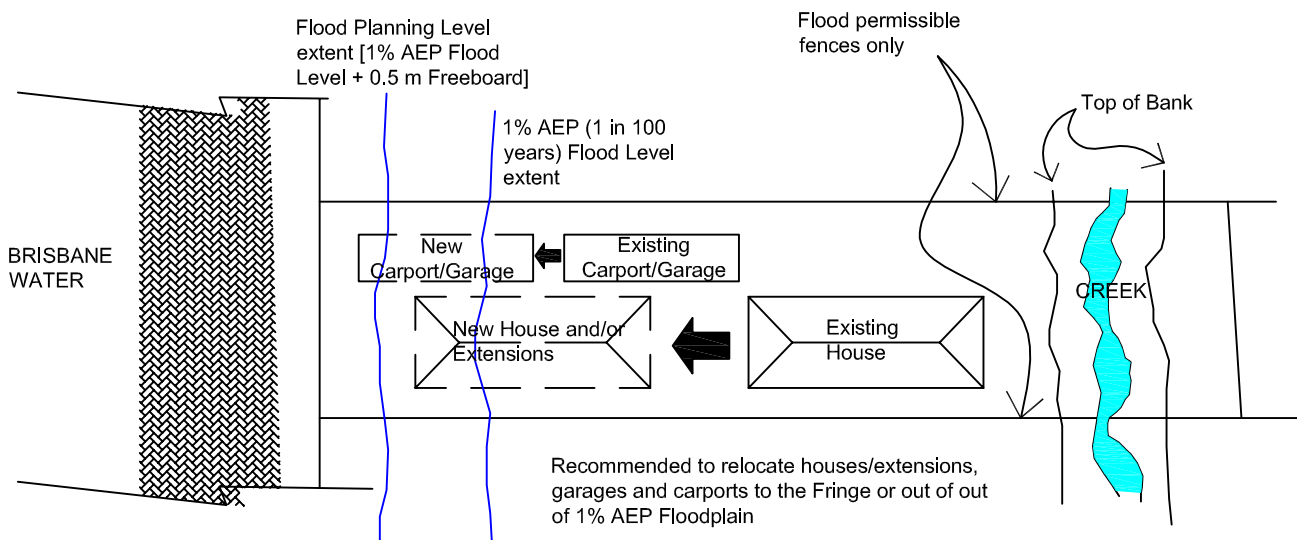 Flood Planning Level
extent [1% AEP Flood
Level + 0.5 m Freeboard]
Flood permissible
fences only
Top of Bank
1% AEP (1 in 100
years) Flood Level
extent
BRISBANE
WATER
New
Carport/Garage
Existing
Carport/Garage
CREEK
New House and/or
Extensions
Existing
House
Recommended to relocate houses/extensions,
garages and carports to the Fringe or out of out
of 1% AEP Floodplain